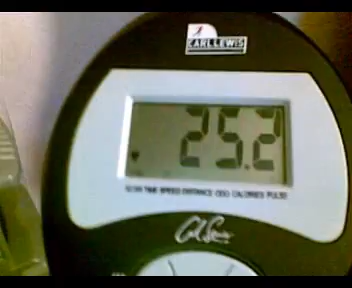 CARL LEWIS
25.2
SCAN TIME SPEED DISTANCE ODO CALORIES PULSE